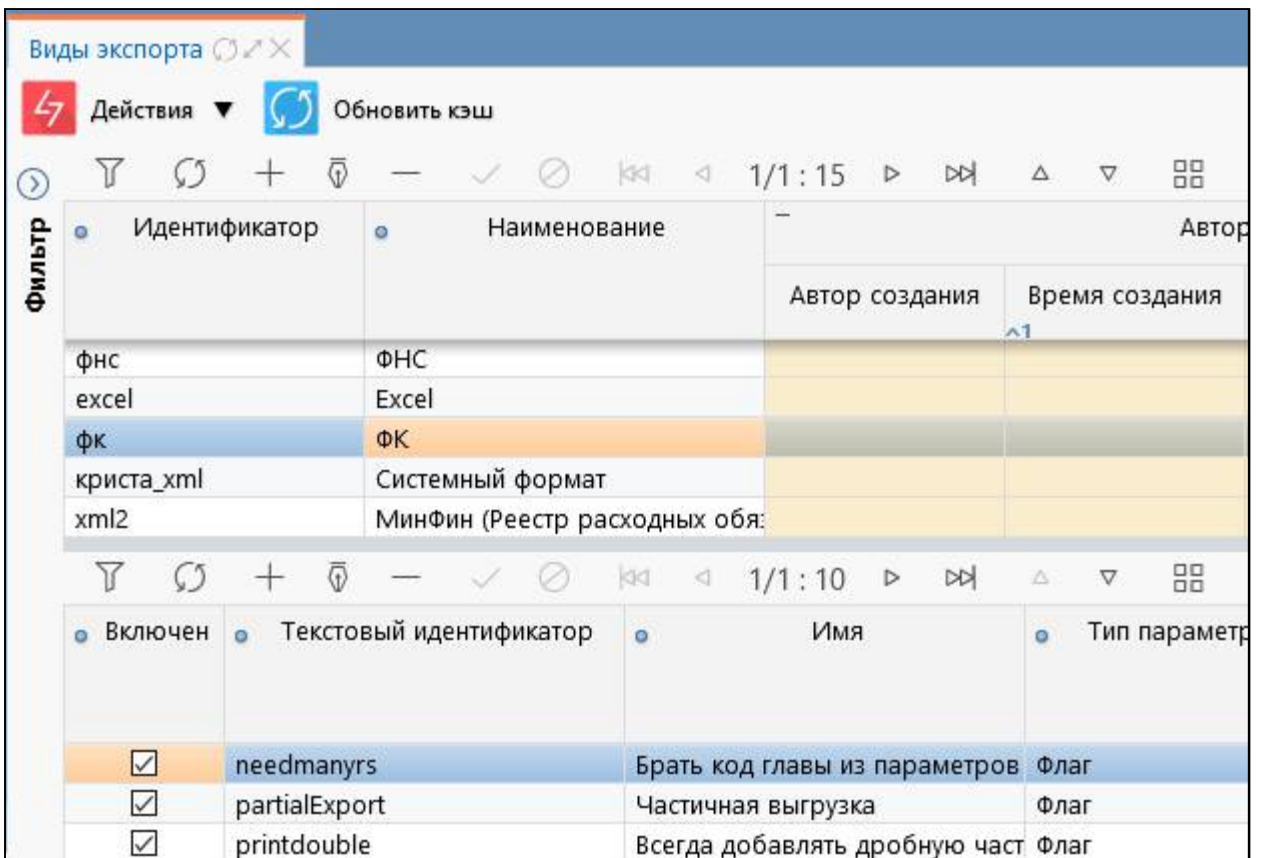 Виды экспорта
Действия ▼ Обновить кэш
1/1 : 15
Фильтр
Идентификатор Наименование Автор
Автор создания Время создания
^1
фнс ФНС
excel Excel
фк ФК
криста_xml Системный формат
xml2 МинФин (Реестр расходных обяз
1/1 : 10
Включен Текстовый идентификатор Имя Тип параметр
needmanyrs Брать код главы из параметров Флаг
partialExport Частичная выгрузка Флаг
printdouble Всегда добавлять дробную част Флаг